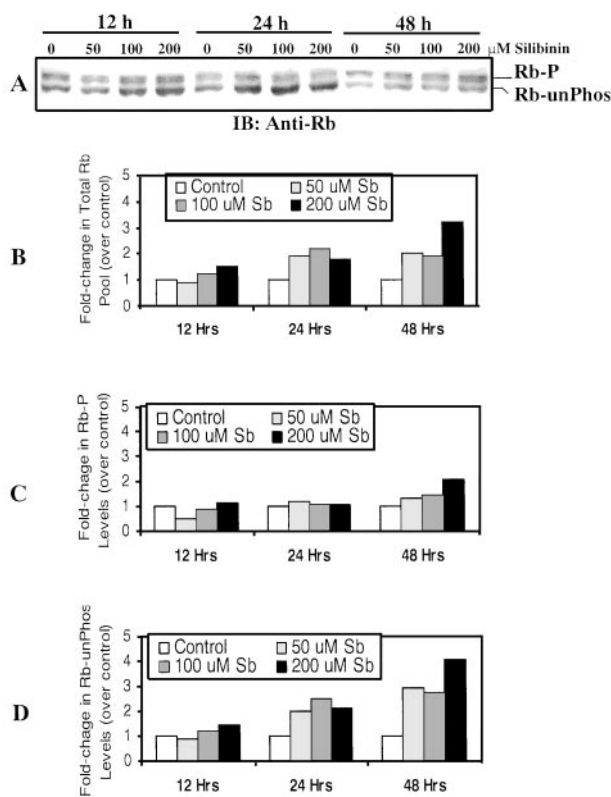 12 h 24 h 48 h
0 50 100 200 0 50 100 200 0 50 100 200 µM Silibinin
A
Rb-P
Rb-unPhos
IB: Anti-Rb
B
Fold-change in Total Rb
Pool (over control)
5
4
3
2
1
0
Control 50 uM Sb
100 uM Sb 200 uM Sb
12 Hrs 24 Hrs 48 Hrs
C
Fold-chage in Rb-P
Levels (over control)
5
4
3
2
1
0
Control 50 uM Sb
100 uM Sb 200 uM Sb
12 Hrs 24 Hrs 48 Hrs
D
Fold-chage in Rb-unPhos
Levels (over control)
5
4
3
2
1
0
Control 50 uM Sb
100 uM Sb 200 uM Sb
12 Hrs 24 Hrs 48 Hrs